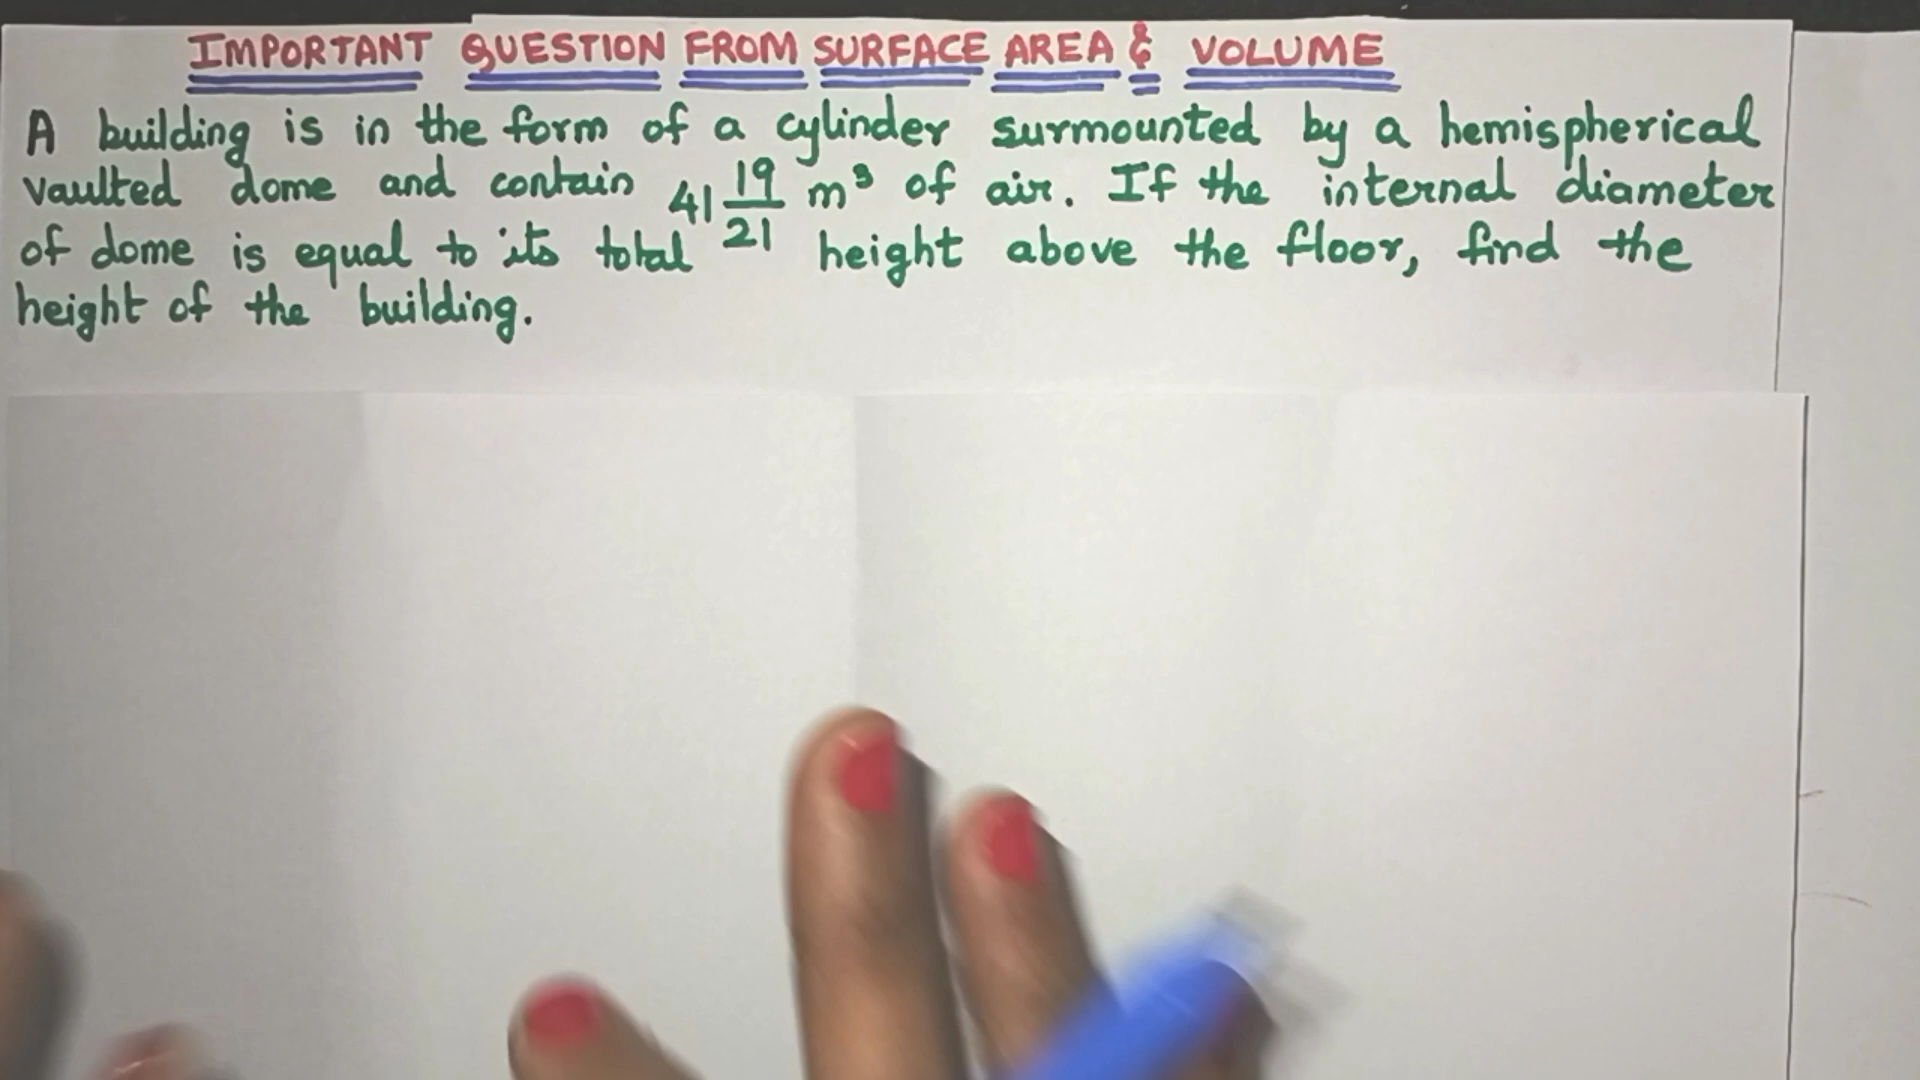 IMPORTANT QUESTION FROM SURFACE AREA & VOLUME
A building is in the form of a cylinder surmounted by a hemispherical
vaulted dome and contain 41 19/21 m³ of air. If the internal diameter
of dome is equal to its total height above the floor, find the
height of the building.